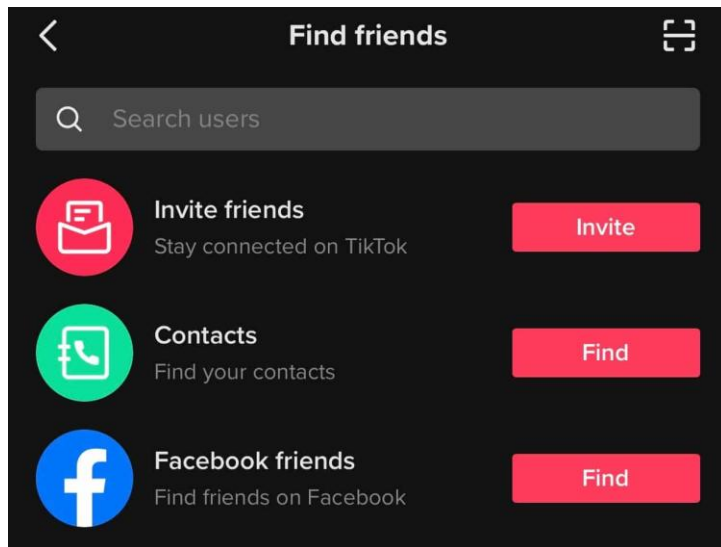 Find friends
Search users
Invite friends
Stay connected on TikTok
Invite
Contacts
Find your contacts
Find
Facebook friends
Find friends on Facebook
Find